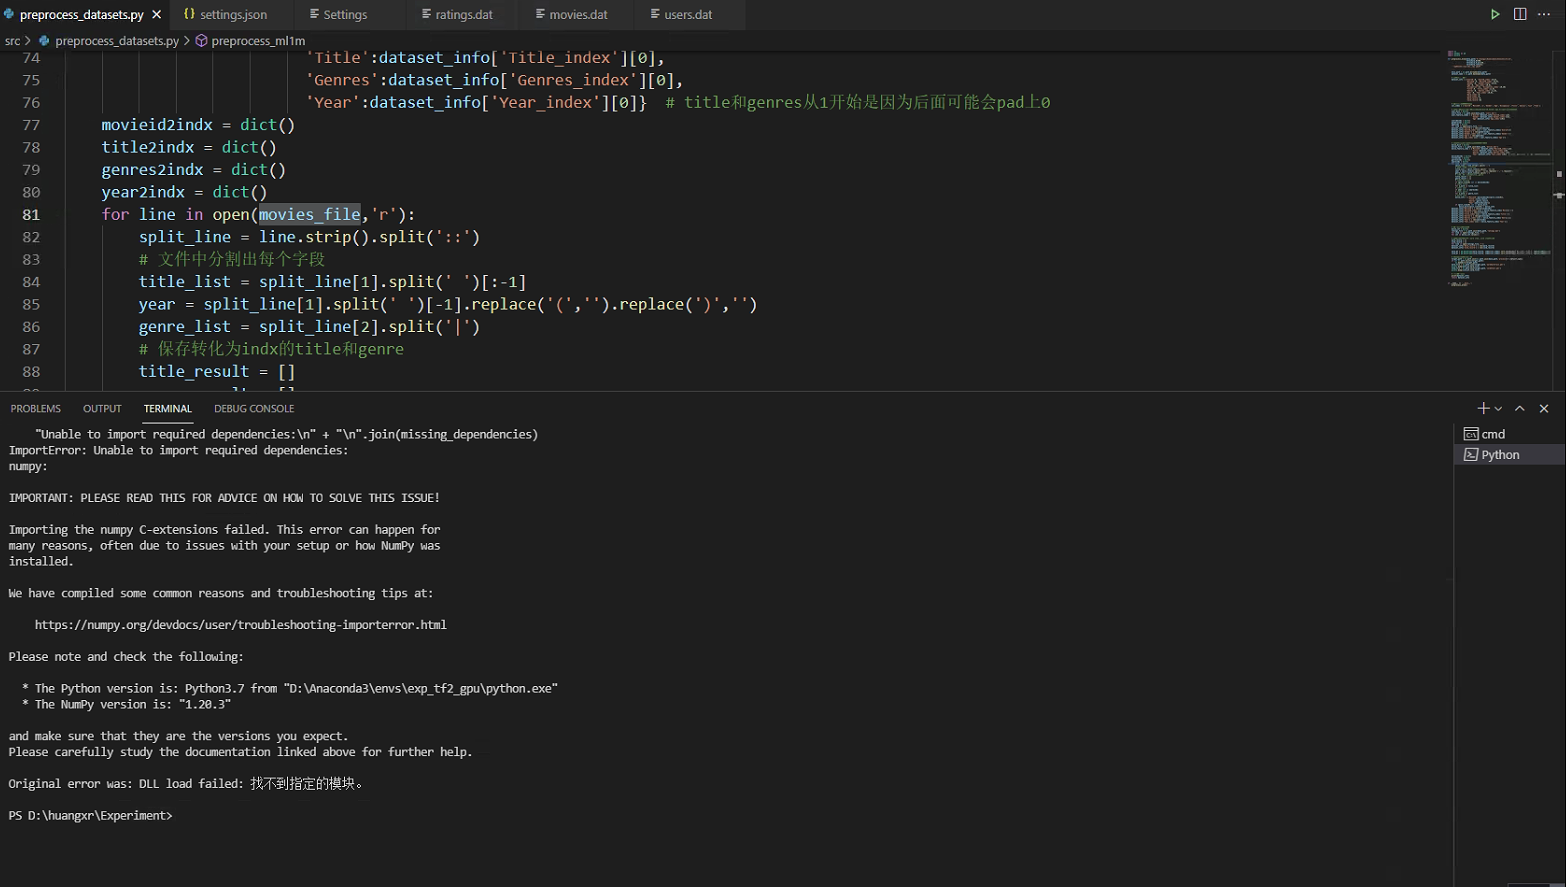 preprocess_datasets.py
settings.json
Settings
ratings.dat
movies.dat
users.dat
src > preprocess_datasets.py > preprocess_ml1m
74 'Title':dataset_info['Title_index'][0],
75 'Genres':dataset_info['Genres_index'][0],
76 'Year':dataset_info['Year_index'][0]} # title和genres从1开始是因为后面可能会pad上0
77 movieid2indx = dict()
78 title2indx = dict()
79 genres2indx = dict()
80 year2indx = dict()
81 for line in open(movies_file,'r'):
82 split_line = line.strip().split('::')
83 # 文件中分割出每个字段
84 title_list = split_line[1].split(' ')[:-1]
85 year = split_line[1].split(' ')[-1].replace('(','').replace(')','')
86 genre_list = split_line[2].split('|')
87 # 保存转化为indx的title和genre
88 title_result = []
PROBLEMS OUTPUT TERMINAL DEBUG CONSOLE
"Unable to import required dependencies:\n" + "\n".join(missing_dependencies)
ImportError: Unable to import required dependencies:
numpy:
IMPORTANT: PLEASE READ THIS FOR ADVICE ON HOW TO SOLVE THIS ISSUE!
Importing the numpy C-extensions failed. This error can happen for
many reasons, often due to issues with your setup or how NumPy was
installed.
We have compiled some common reasons and troubleshooting tips at:
https://numpy.org/devdocs/user/troubleshooting-importerror.html
Please note and check the following:
* The Python version is: Python3.7 from "D:\Anaconda3\envs\exp_tf2_gpu\python.exe"
* The NumPy version is: "1.20.3"
and make sure that they are the versions you expect.
Please carefully study the documentation linked above for further help.
Original error was: DLL load failed: 找不到指定的模块。
PS D:\huangxr\Experiment>
cmd
Python